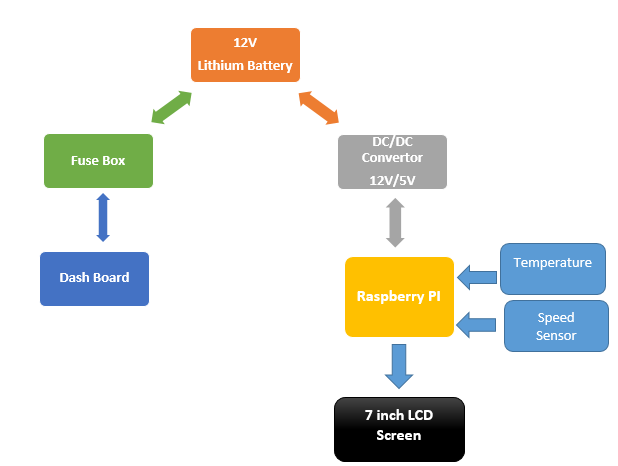 12V
Lithium Battery
Fuse Box
DC/DC
Convertor
12V/5V
Dash Board
Raspberry PI
Temperature
Speed
Sensor
7 inch LCD
Screen